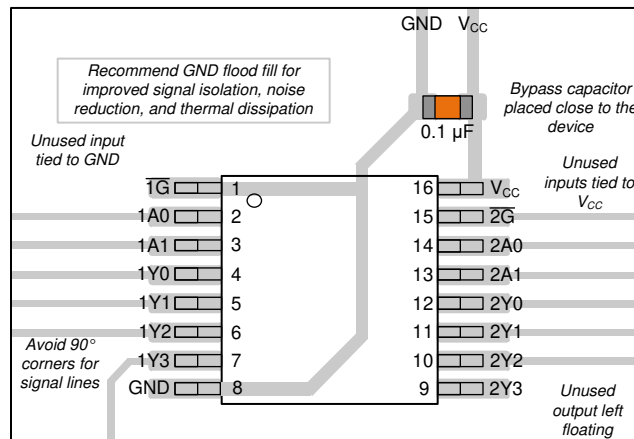 GND VCC
Recommend GND flood fill for
improved signal isolation, noise
reduction, and thermal dissipation
0.1 µF
Bypass capacitor
placed close to the
device
Unused input
tied to GND
Unused
inputs tied to
VCC
1G 1 16 VCC
1A0 2 15 2G
1A1 3 14 2A0
1Y0 4 13 2A1
1Y1 5 12 2Y0
1Y2 6 11 2Y1
1Y3 7 10 2Y2
GND 8 9 2Y3
Avoid 90°
corners for
signal lines
Unused
output left
floating